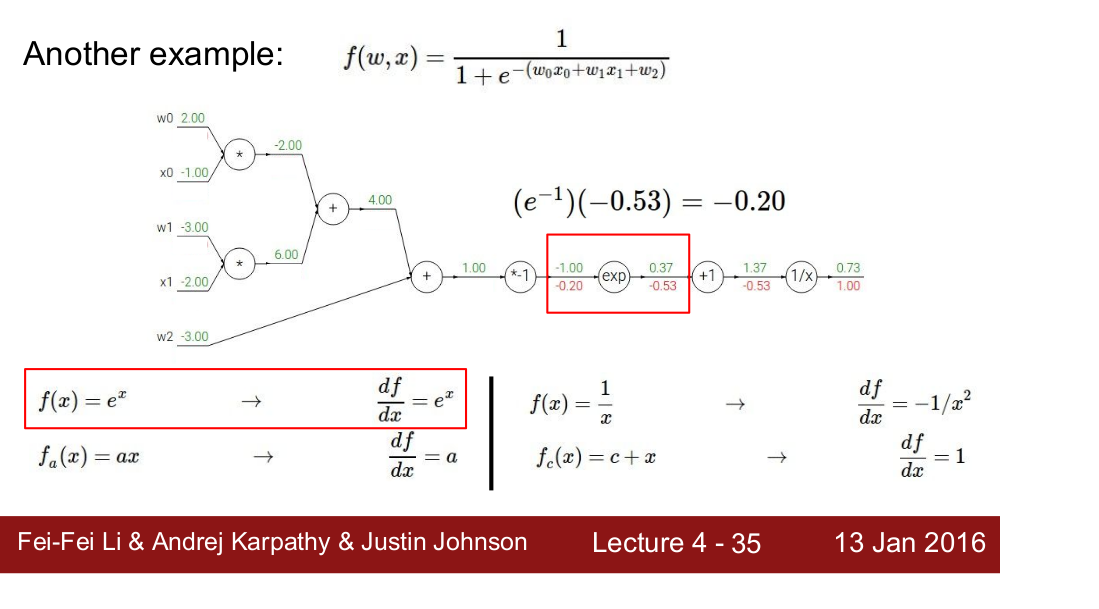 Another example: f(w, x) = 1 / (1 + e^−(w₀x₀+w₁x₁+w₂))
w0 2.00
*
-2.00
x0 -1.00
+
4.00
(e⁻¹)(−0.53) = −0.20
w1 -3.00
*
6.00
x1 -2.00
+
1.00
*-1
-1.00
-0.20
exp
0.37
-0.53
+1
1.37
-0.53
1/x
0.73
1.00
w2 -3.00
f(x) = eˣ → df/dx = eˣ
fₐ(x) = ax → df/dx = a
f(x) = 1/x → df/dx = −1/x²
f_c(x) = c + x → df/dx = 1
Fei-Fei Li & Andrej Karpathy & Justin Johnson Lecture 4 - 35 13 Jan 2016